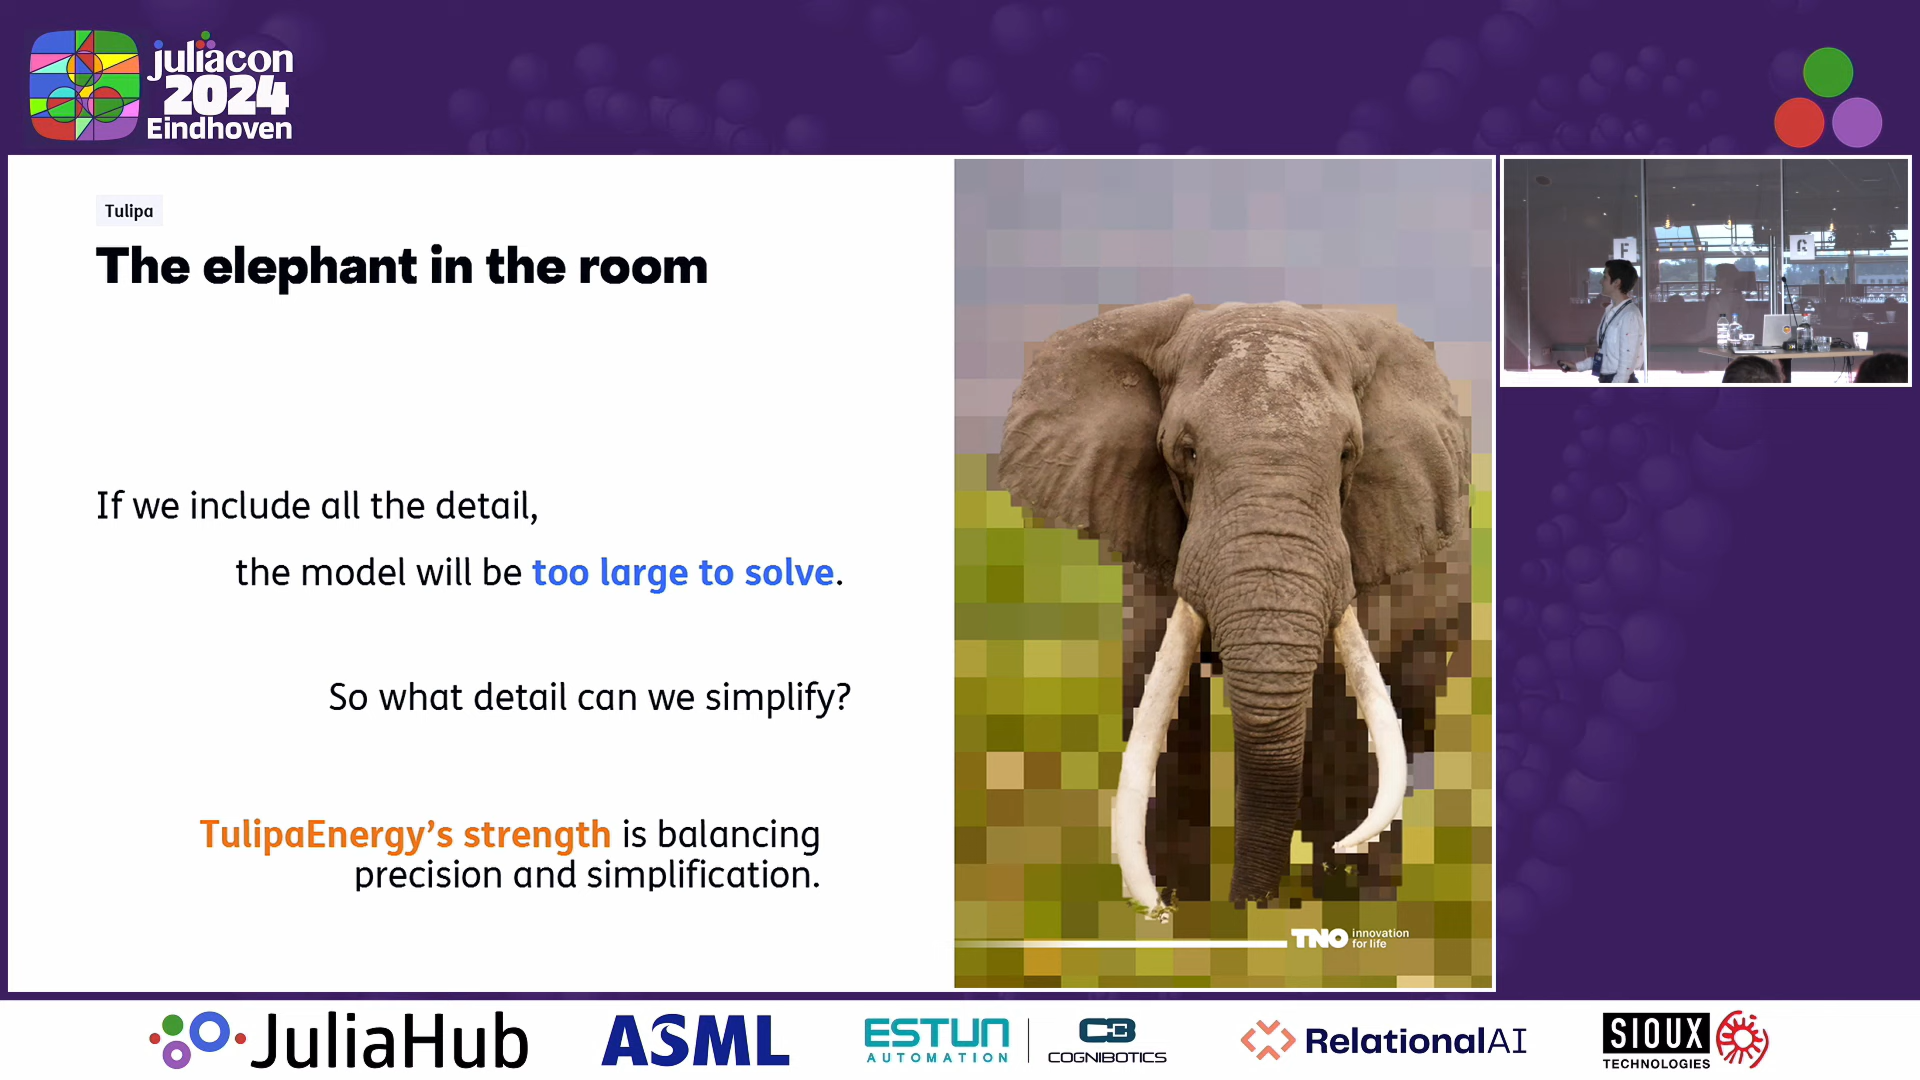 juliacon
2024
Eindhoven
Tulipa
The elephant in the room
If we include all the detail,
the model will be too large to solve.
So what detail can we simplify?
TulipaEnergy's strength is balancing
precision and simplification.
TNO innovation
for life
F
JuliaHub
ASML
ESTUN
AUTOMATION
COGNIBOTICS
RelationalAI
SIOUX
TECHNOLOGIES